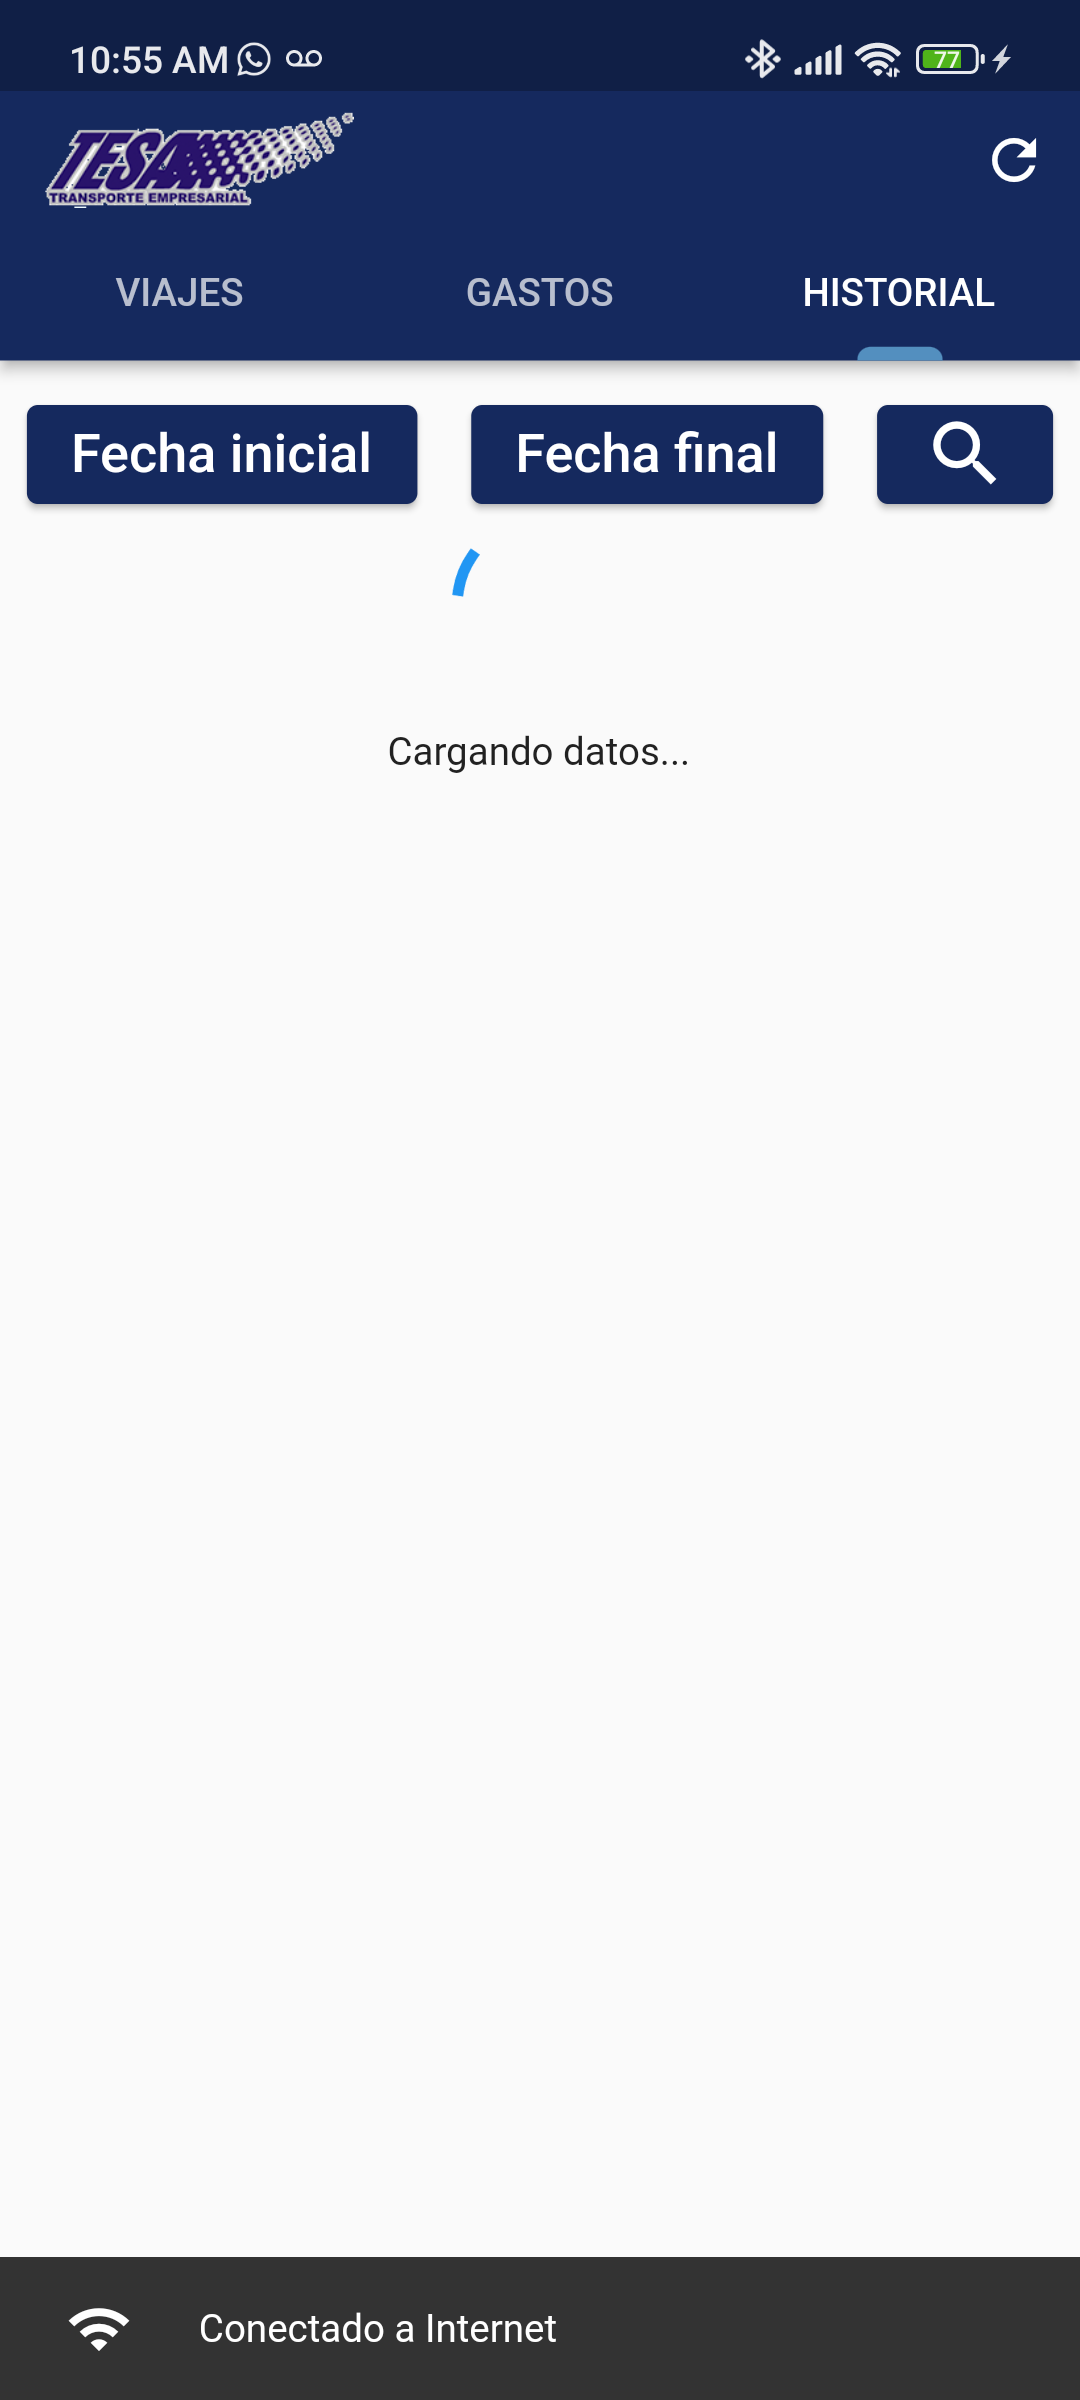 10:55 AM
77
TESA
TRANSPORTE EMPRESARIAL
VIAJES GASTOS HISTORIAL
Fecha inicial Fecha final
Cargando datos...
Conectado a Internet